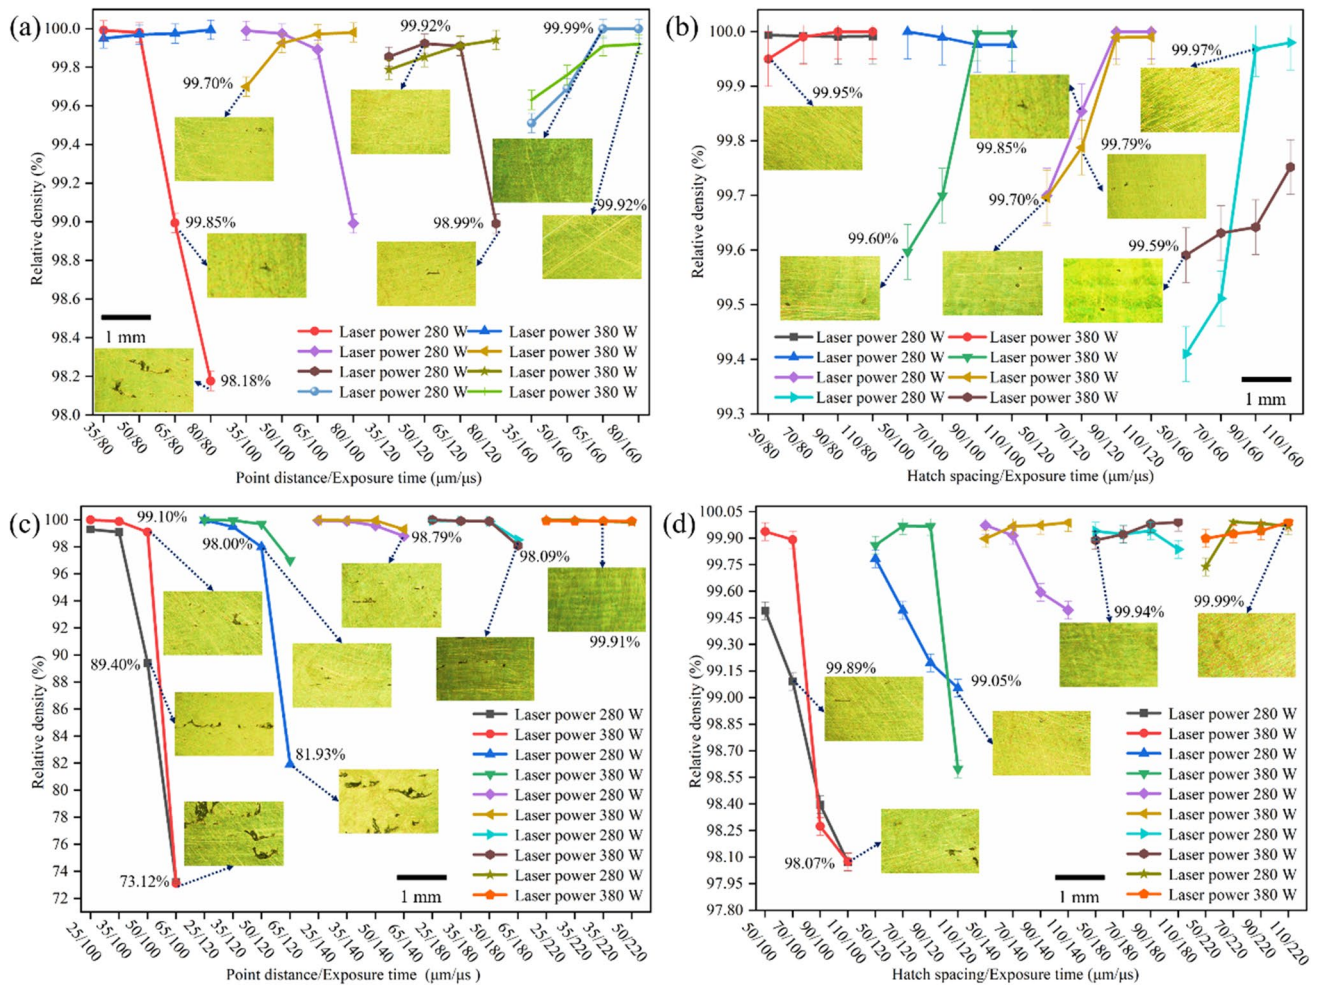 (a)
100.0
99.8
99.6
99.4
99.2
99.0
98.8
98.6
98.4
98.2
98.0
Relative density (%)
99.70%
99.92%
99.99%
99.85%
98.99%
99.92%
98.18%
1 mm
Laser power 280 W
Laser power 380 W
Laser power 280 W
Laser power 380 W
Laser power 280 W
Laser power 380 W
Laser power 280 W
Laser power 380 W
35/80
50/80
65/80
80/80
35/100
50/100
65/100
80/100
35/120
50/120
65/120
80/120
35/160
50/160
65/160
80/160
Point distance/Exposure time (μm/μs)
(b)
100.0
99.9
99.8
99.7
99.6
99.5
99.4
99.3
Relative density (%)
99.95%
99.97%
99.85%
99.79%
99.70%
99.60%
99.59%
Laser power 280 W
Laser power 380 W
Laser power 280 W
Laser power 380 W
Laser power 280 W
Laser power 380 W
Laser power 280 W
Laser power 380 W
1 mm
50/80
70/80
90/80
110/80
50/100
70/100
90/100
110/100
50/120
70/120
90/120
110/120
50/160
70/160
90/160
110/160
Hatch spacing/Exposure time (μm/μs)
(c)
100
98
96
94
92
90
88
86
84
82
80
78
76
74
72
Relative density (%)
99.10%
98.00%
98.79%
98.09%
99.91%
89.40%
81.93%
73.12%
Laser power 280 W
Laser power 380 W
Laser power 280 W
Laser power 380 W
Laser power 280 W
Laser power 380 W
Laser power 280 W
Laser power 380 W
Laser power 280 W
Laser power 380 W
1 mm
25/100
35/100
50/100
65/100
25/120
35/120
50/120
65/120
25/140
35/140
50/140
65/140
25/180
35/180
50/180
65/180
25/220
35/220
35/220
50/220
Point distance/Exposure time (μm/μs )
(d)
100.05
99.90
99.75
99.60
99.45
99.30
99.15
99.00
98.85
98.70
98.55
98.40
98.25
98.10
97.95
97.80
Relative density (%)
99.94%
99.99%
99.89%
99.05%
98.07%
Laser power 280 W
Laser power 380 W
Laser power 280 W
Laser power 380 W
Laser power 280 W
Laser power 380 W
Laser power 280 W
Laser power 380 W
Laser power 280 W
Laser power 380 W
1 mm
50/100
70/100
90/100
110/100
50/120
70/120
90/120
110/120
50/140
70/140
90/140
110/140
50/180
70/180
90/180
110/180
50/220
70/220
90/220
110/220
Hatch spacing/Exposure time (μm/μs)